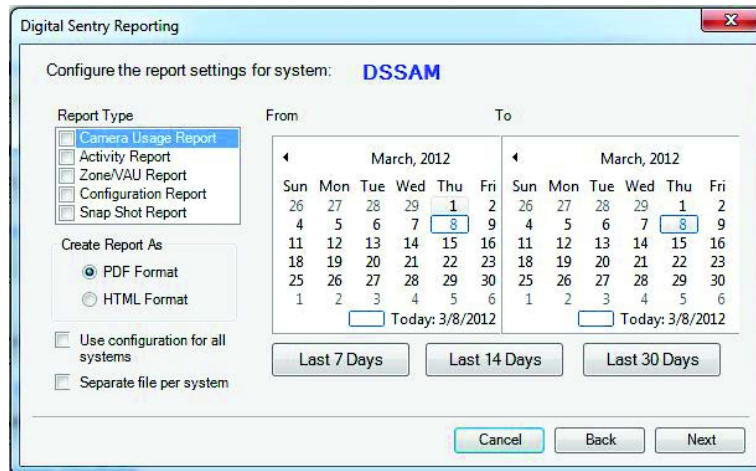 Digital Sentry Reporting
x
Configure the report settings for system: DSSAM
Report Type
Camera Usage Report
Activity Report
Zone/VAU Report
Configuration Report
Snap Shot Report
Create Report As
PDF Format
HTML Format
Use configuration for all
systems
Separate file per system
From
March, 2012
Sun Mon Tue Wed Thu Fri
26 27 28 29 1 2
4 5 6 7 8 9
11 12 13 14 15 16
18 19 20 21 22 23
25 26 27 28 29 30
1 2 3 4 5 6
Today: 3/8/2012
To
March, 2012
Sun Mon Tue Wed Thu Fri
26 27 28 29 1 2
4 5 6 7 8 9
11 12 13 14 15 16
18 19 20 21 22 23
25 26 27 28 29 30
1 2 3 4 5 6
Today: 3/8/2012
Last 7 Days
Last 14 Days
Last 30 Days
Cancel
Back
Next